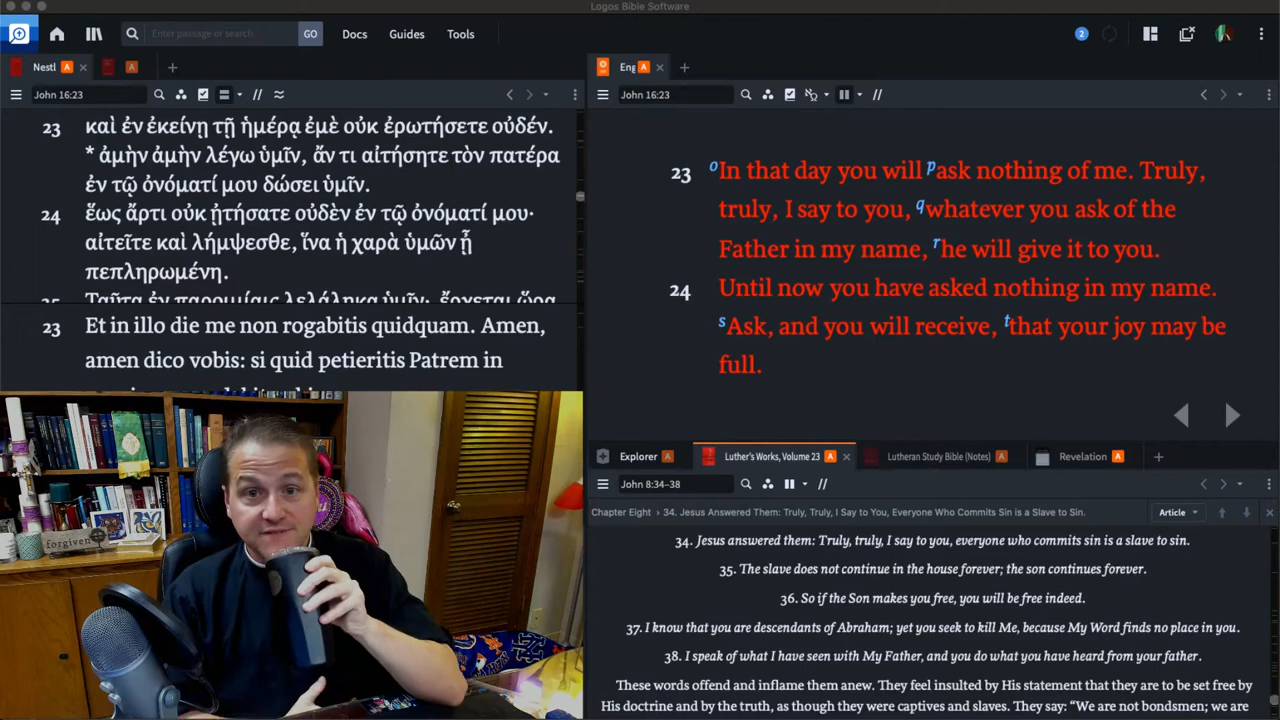 Logos Bible Software
Enter passage or search
GO
Docs
Guides
Tools
2
Nestl A
A
John 16:23
23 καὶ ἐν ἐκείνῃ τῇ ἡμέρᾳ ἐμὲ οὐκ ἐρωτήσετε οὐδέν.
* ἀμὴν ἀμὴν λέγω ὑμῖν, ἄν τι αἰτήσητε τὸν πατέρα
ἐν τῷ ὀνόματί μου δώσει ὑμῖν.
24 ἕως ἄρτι οὐκ ᾐτήσατε οὐδὲν ἐν τῷ ὀνόματί μου·
αἰτεῖτε καὶ λήμψεσθε, ἵνα ἡ χαρὰ ὑμῶν ᾖ
πεπληρωμένη.
25 Ταῦτα ἐν παροιμίαις λελάληκα ὑμῖν· ἔρχεται ὥρα
23 Et in illo die me non rogabitis quidquam. Amen,
amen dico vobis: si quid petieritis Patrem in
forgiven
Eng A
John 16:23
23 oIn that day you will pask nothing of me. Truly,
truly, I say to you, qwhatever you ask of the
Father in my name, rhe will give it to you.
24 Until now you have asked nothing in my name.
sAsk, and you will receive, tthat your joy may be
full.
Explorer A
Luther's Works, Volume 23 A
Lutheran Study Bible (Notes) A
Revelation A
John 8:34–38
Chapter Eight › 34. Jesus Answered Them: Truly, Truly, I Say to You, Everyone Who Commits Sin is a Slave to Sin.
Article
34. Jesus answered them: Truly, truly, I say to you, everyone who commits sin is a slave to sin.
35. The slave does not continue in the house forever; the son continues forever.
36. So if the Son makes you free, you will be free indeed.
37. I know that you are descendants of Abraham; yet you seek to kill Me, because My Word finds no place in you.
38. I speak of what I have seen with My Father, and you do what you have heard from your father.
These words offend and inflame them anew. They feel insulted by His statement that they are to be set free by
His doctrine and by the truth, as though they were captives and slaves. They say: “We are not bondsmen; we are